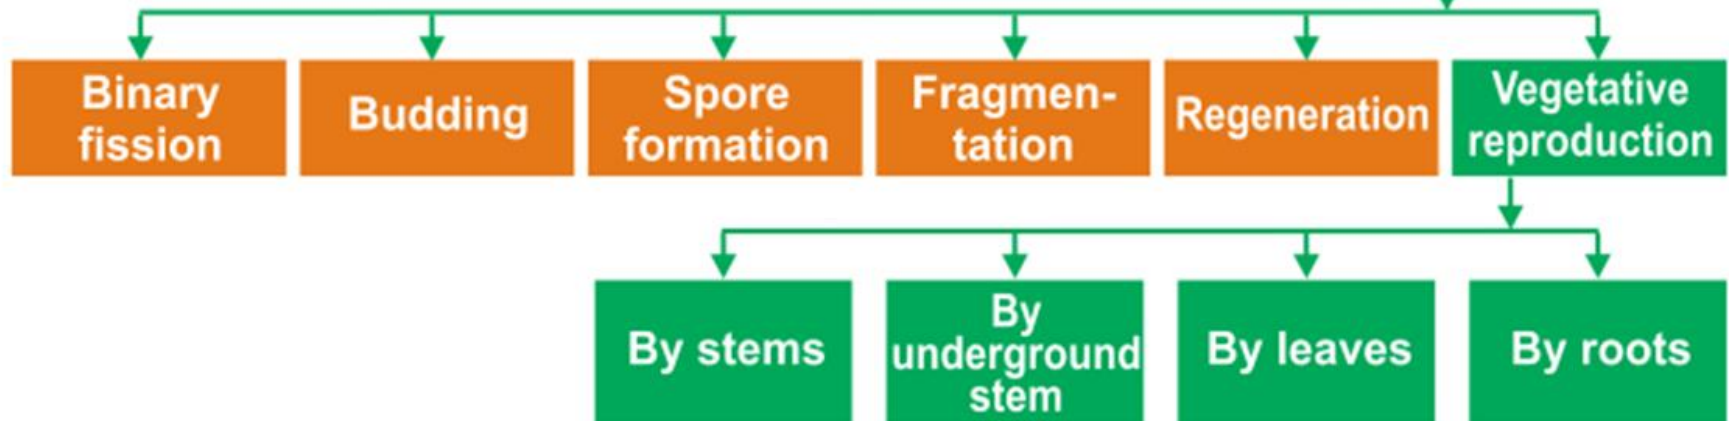 Binary
fission
Budding
Spore
formation
Fragmen-
tation
Regeneration
Vegetative
reproduction
By stems
By
underground
stem
By leaves
By roots